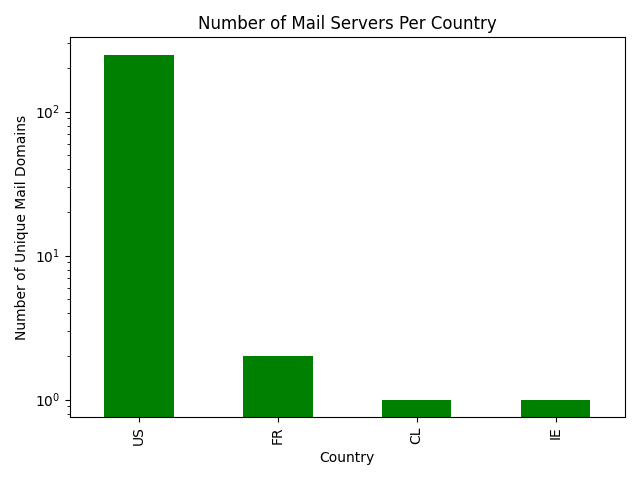 Number of Mail Servers Per Country
Number of Unique Mail Domains
10²
10¹
10⁰
US
FR
CL
IE
Country